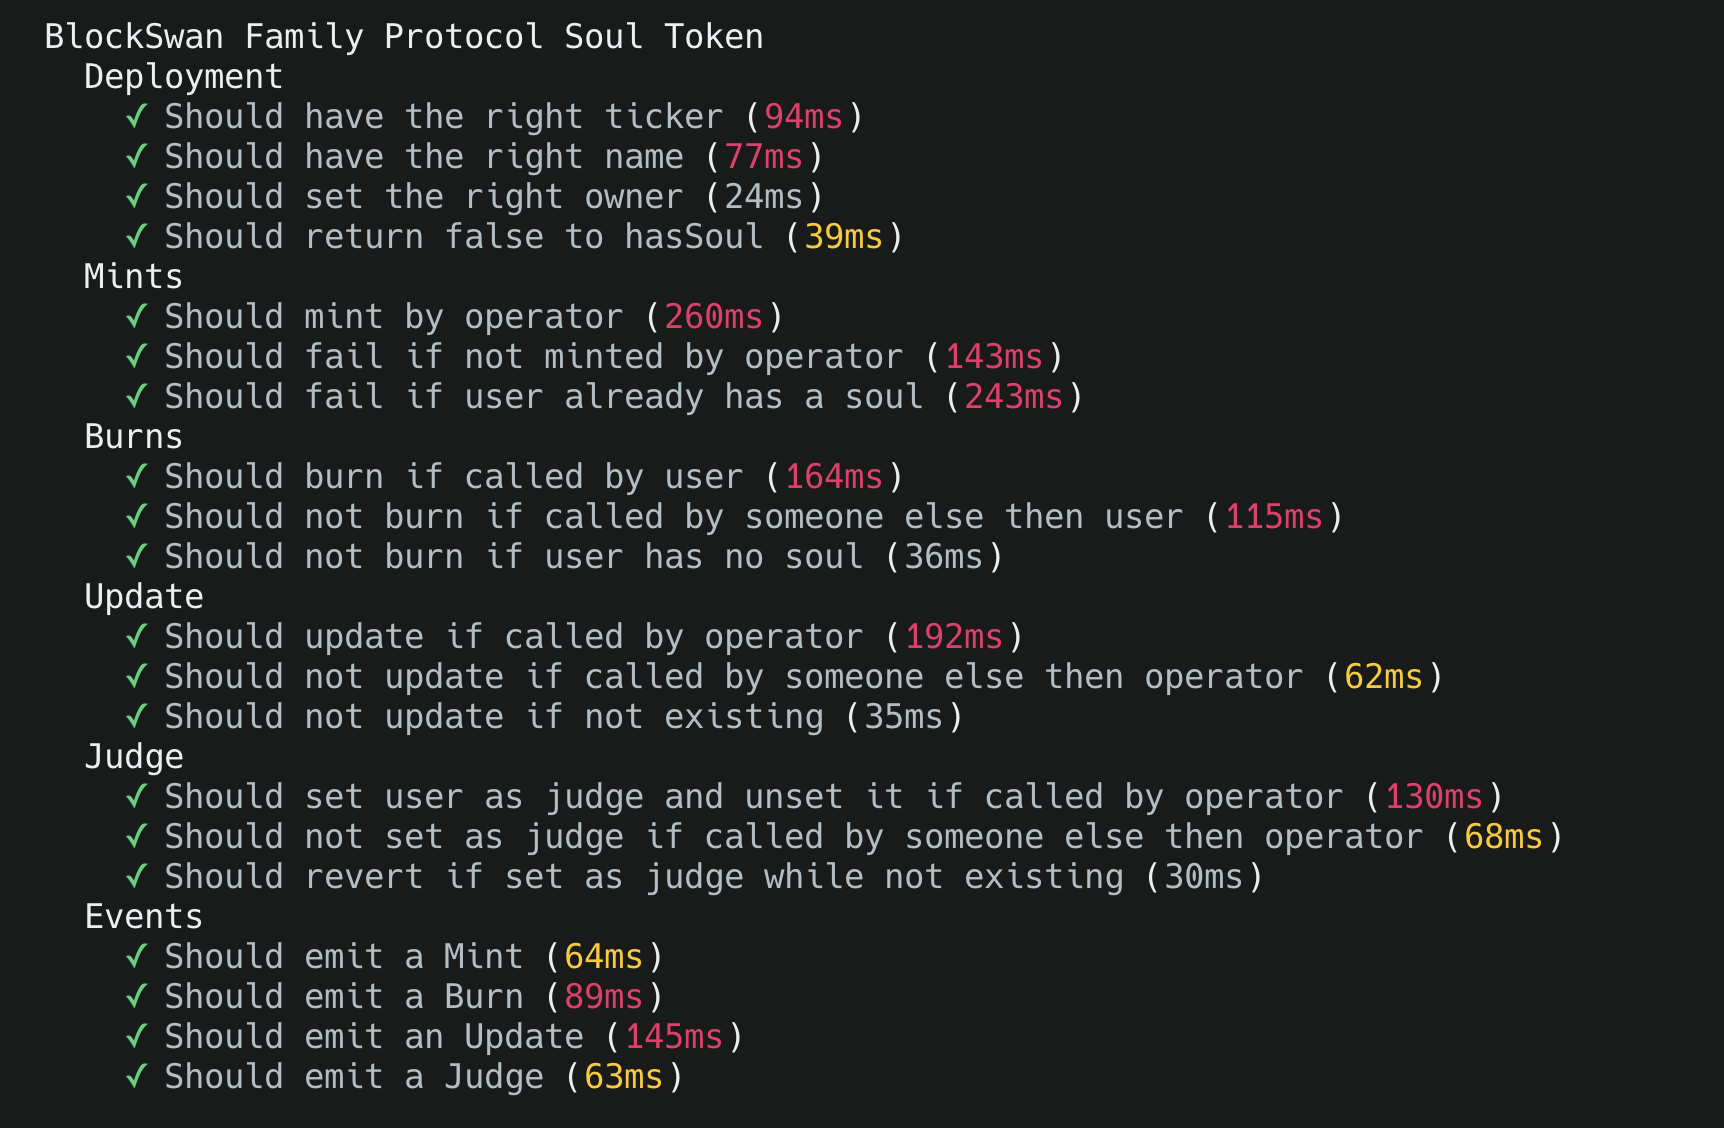 BlockSwan Family Protocol Soul Token
Deployment
✓ Should have the right ticker (94ms)
✓ Should have the right name (77ms)
✓ Should set the right owner (24ms)
✓ Should return false to hasSoul (39ms)
Mints
✓ Should mint by operator (260ms)
✓ Should fail if not minted by operator (143ms)
✓ Should fail if user already has a soul (243ms)
Burns
✓ Should burn if called by user (164ms)
✓ Should not burn if called by someone else then user (115ms)
✓ Should not burn if user has no soul (36ms)
Update
✓ Should update if called by operator (192ms)
✓ Should not update if called by someone else then operator (62ms)
✓ Should not update if not existing (35ms)
Judge
✓ Should set user as judge and unset it if called by operator (130ms)
✓ Should not set as judge if called by someone else then operator (68ms)
✓ Should revert if set as judge while not existing (30ms)
Events
✓ Should emit a Mint (64ms)
✓ Should emit a Burn (89ms)
✓ Should emit an Update (145ms)
✓ Should emit a Judge (63ms)